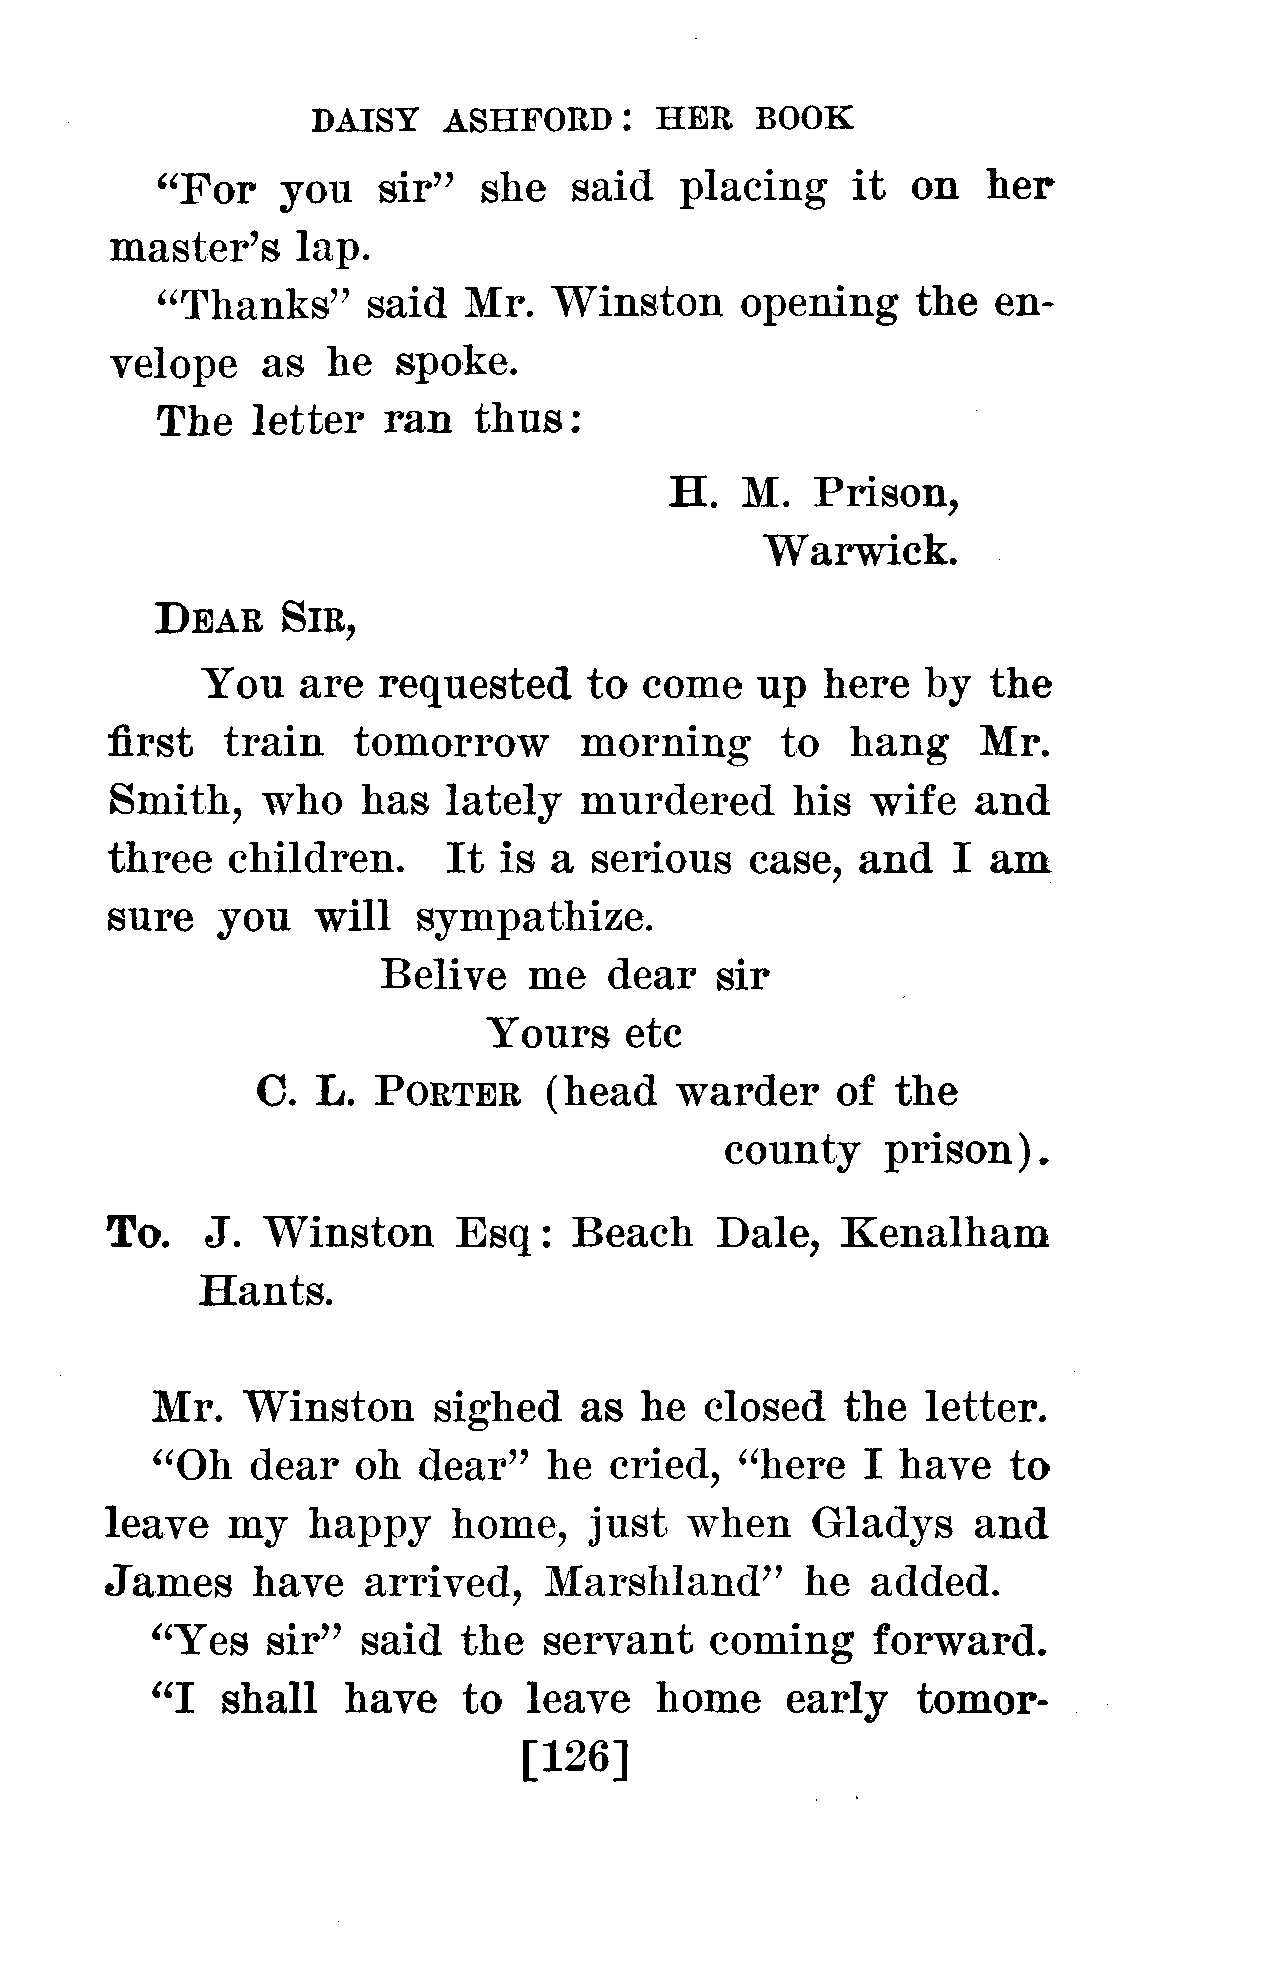 DAISY ASHFORD: HER BOOK
“For you sir” she said placing it on her
master’s lap.
“Thanks” said Mr. Winston opening the en-
velope as he spoke.
The letter ran thus:
H. M. Prison,
Warwick.
DEAR SIR,
You are requested to come up here by the
first train tomorrow morning to hang Mr.
Smith, who has lately murdered his wife and
three children. It is a serious case, and I am
sure you will sympathize.
Belive me dear sir
Yours etc
C. L. PORTER (head warder of the
county prison).
To. J. Winston Esq: Beach Dale, Kenalham
Hants.
Mr. Winston sighed as he closed the letter.
“Oh dear oh dear” he cried, “here I have to
leave my happy home, just when Gladys and
James have arrived, Marshland” he added.
“Yes sir” said the servant coming forward.
“I shall have to leave home early tomor-
[126]